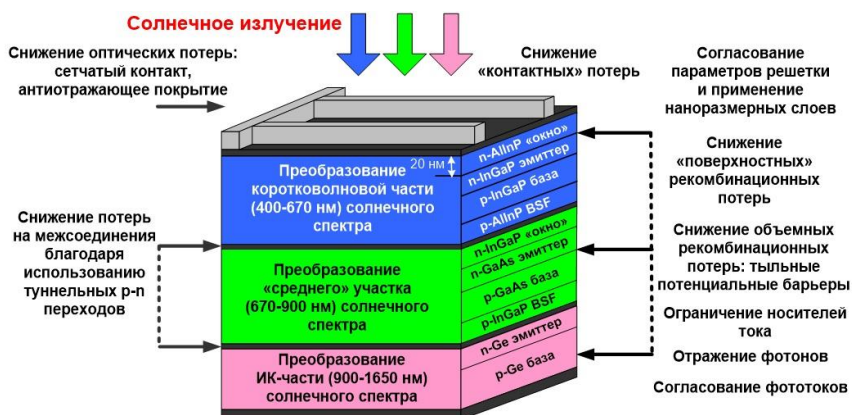 Солнечное излучение
Снижение оптических потерь:
сетчатый контакт,
антиотражающее покрытие
Снижение
«контактных» потерь
Согласование
параметров решетки
и применение
наноразмерных слоев
Снижение
«поверхностных»
рекомбинационных
потерь
Снижение объемных
рекомбинационных
потерь: тыльные
потенциальные барьеры
Ограничение носителей
тока
Отражение фотонов
Согласование фототоков
Снижение потерь
на межсоединения
благодаря
использованию
туннельных p-n
переходов
20 нм
Преобразование
коротковолновой части
(400-670 нм) солнечного
спектра
n-AlInP «окно»
n-InGaP эмиттер
p-InGaP база
p-AlInP BSF
Преобразование
«среднего» участка
(670-900 нм) солнечного
спектра
n-InGaP «окно»
n-GaAs эмиттер
p-GaAs база
p-InGaP BSF
Преобразование
ИК-части (900-1650 нм)
солнечного спектра
n-Ge эмиттер
p-Ge база